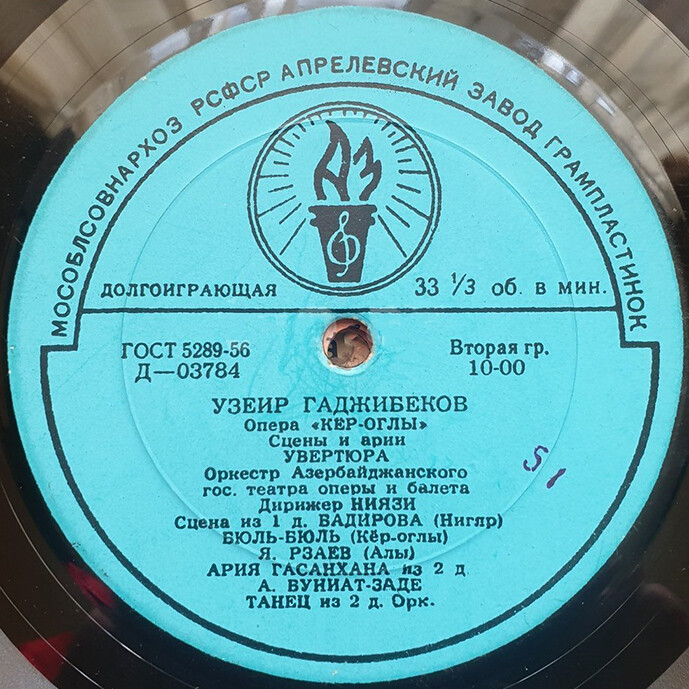 МОСОБЛСОВНАРХОЗ РСФСР АПРЕЛЕВСКИЙ ЗАВОД ГРАМПЛАСТИНОК
АЗ
ДОЛГОИГРАЮЩАЯ 33 1/3 об. в мин.
ГОСТ 5289-56 Вторая гр.
Д—03784 10-00
УЗЕИР ГАДЖИБЕКОВ
Опера «КЁР-ОГЛЫ»
Сцены и арии
УВЕРТЮРА
Оркестр Азербайджанского
гос. театра оперы и балета
Дирижер НИЯЗИ
Сцена из 1 д. БАДИРОВА (Нигяр)
БЮЛЬ-БЮЛЬ (Кёр-оглы)
Я. РЗАЕВ (Алы)
АРИЯ ГАСАНХАНА из 2 д
А. БУНИАТ-ЗАДЕ
ТАНЕЦ из 2 д. Орк.
51